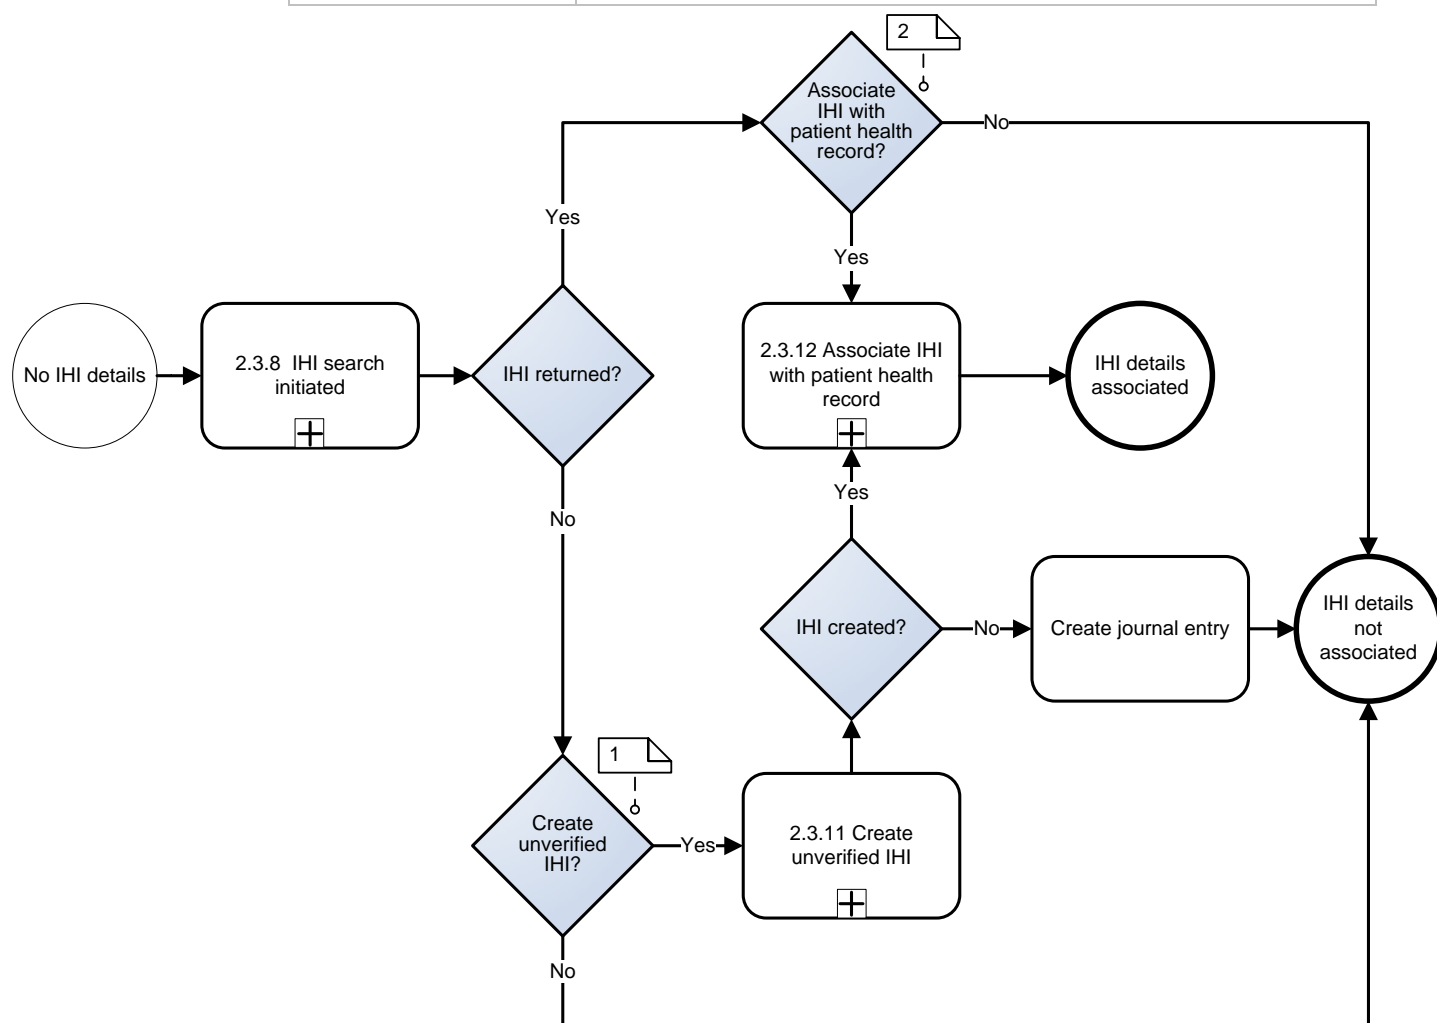 2
Associate
IHI with
patient health
record?
No
Yes
Yes
No IHI details
2.3.8 IHI search
initiated
IHI returned?
2.3.12 Associate IHI
with patient health
record
IHI details
associated
No
Yes
IHI created?
No
Create journal entry
IHI details
not
associated
1
Create
unverified
IHI?
Yes
2.3.11 Create
unverified IHI
No